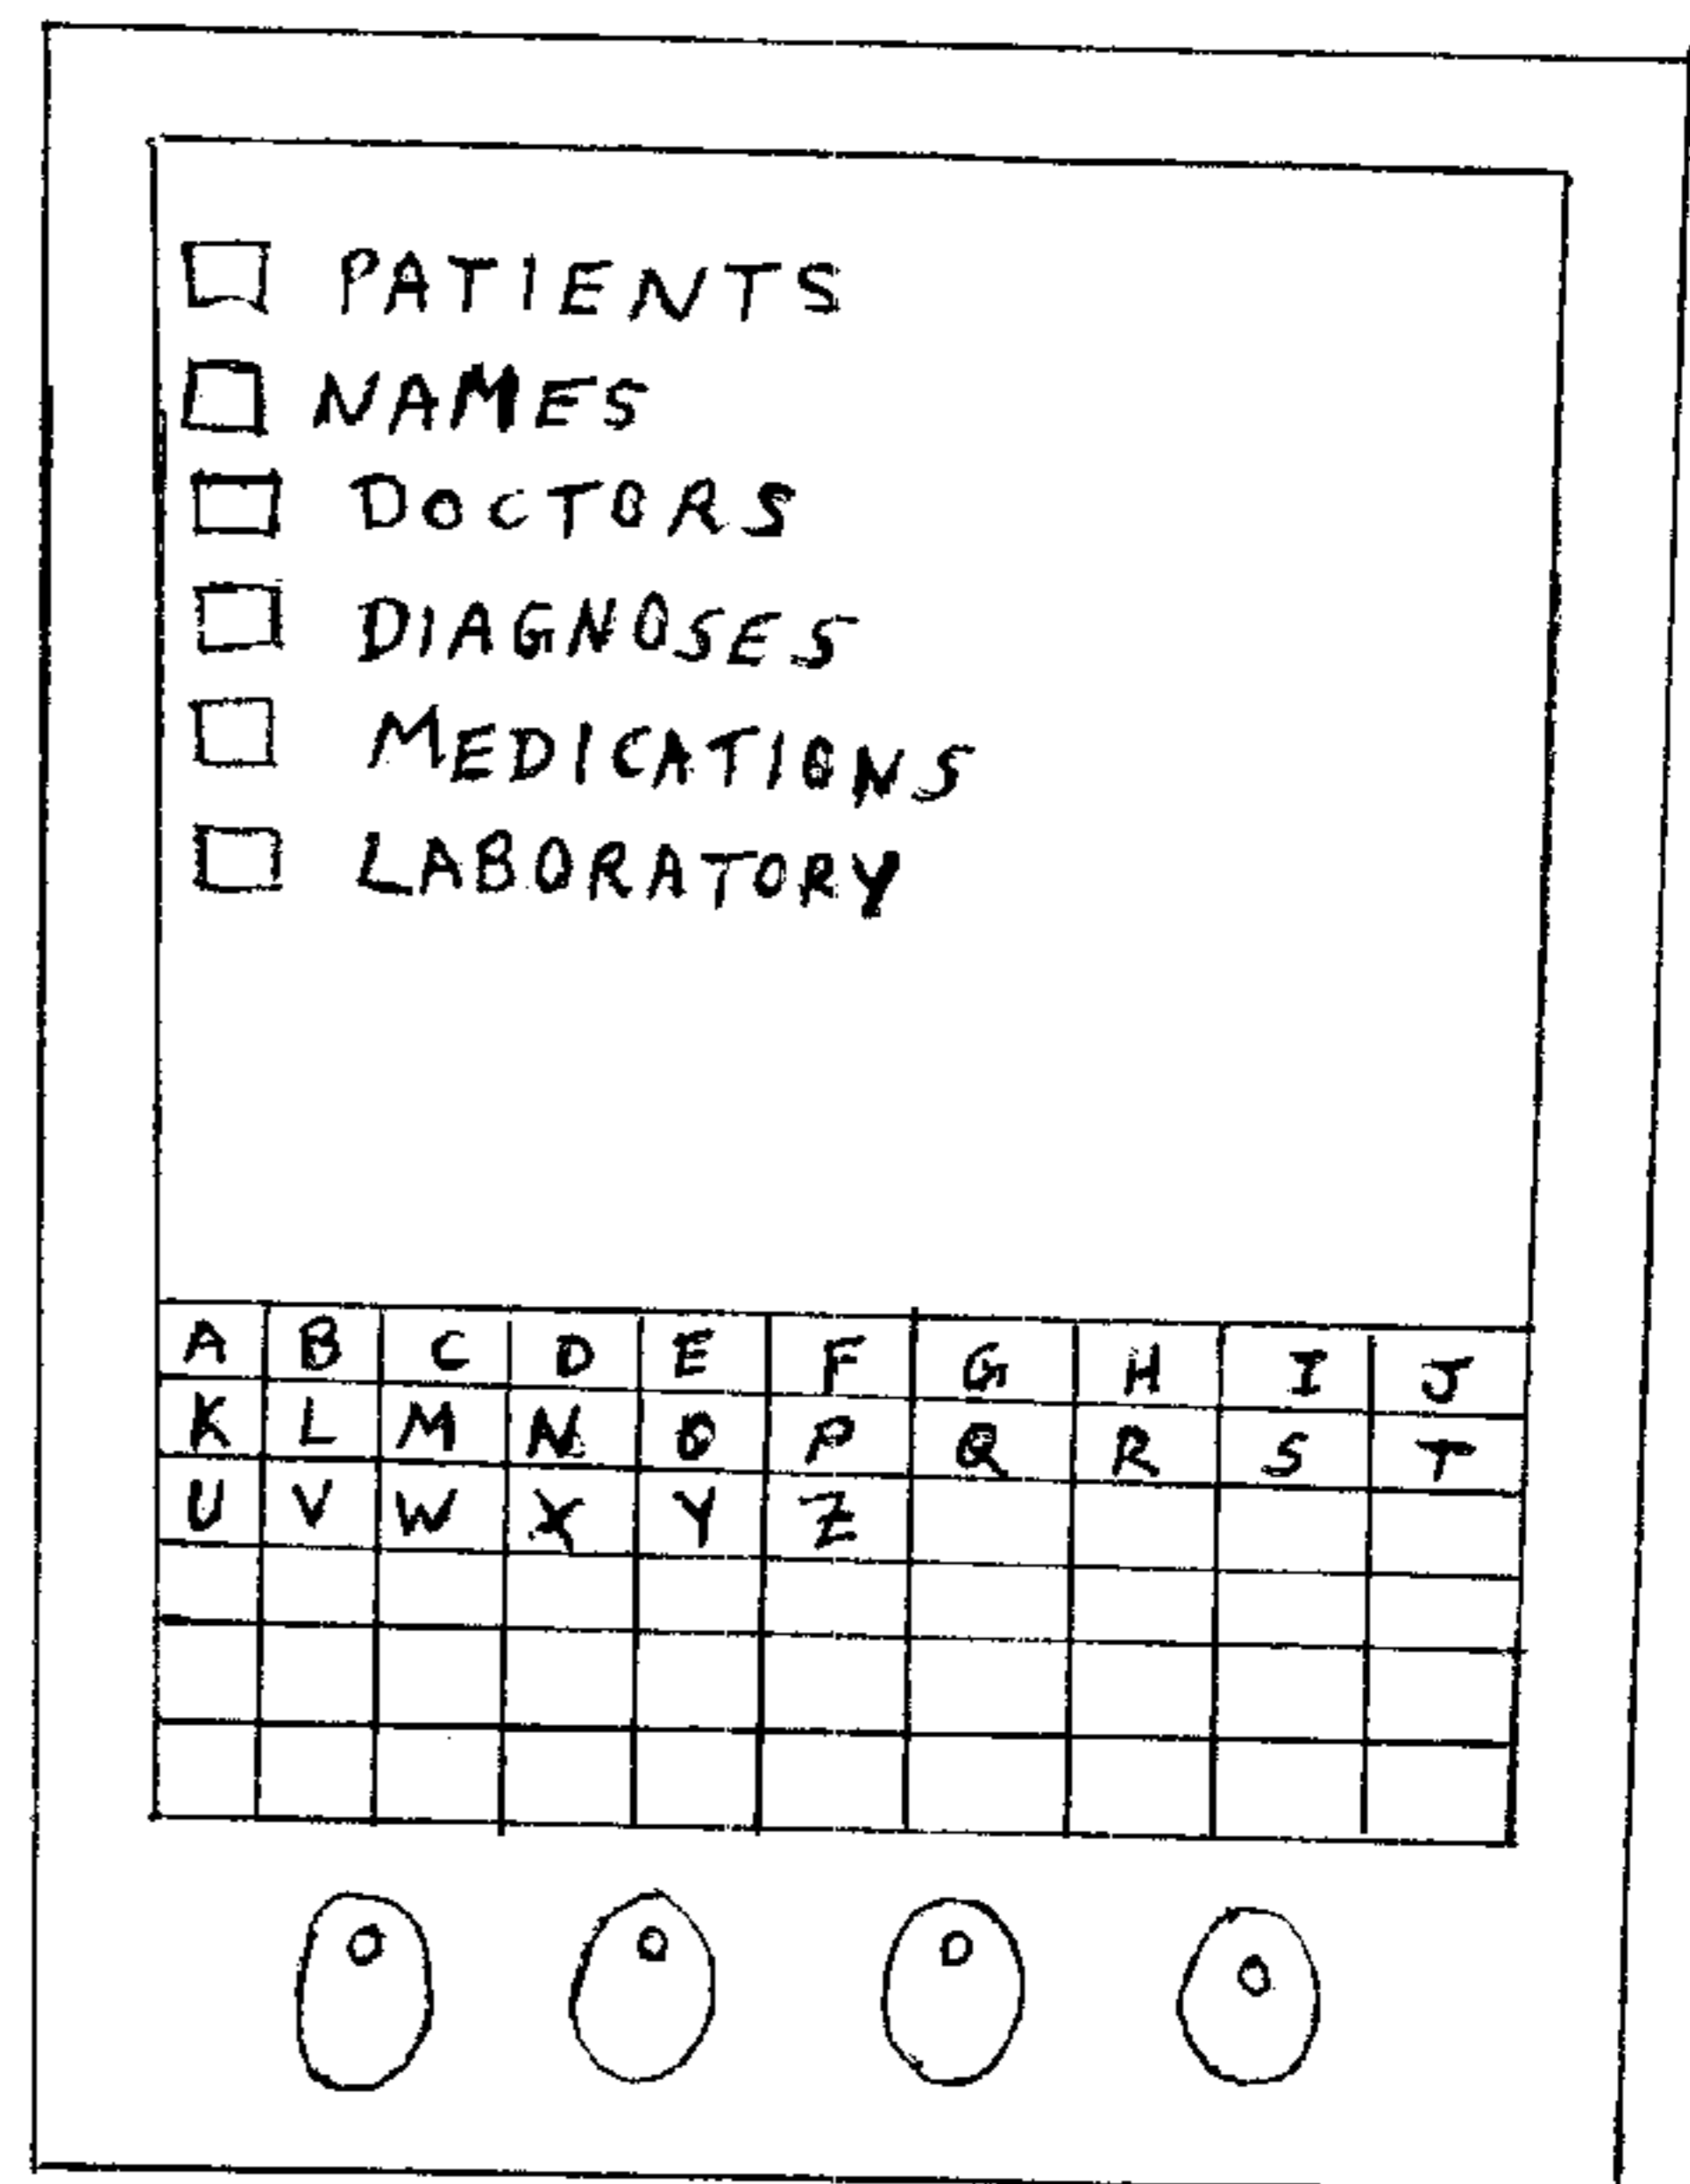 PATIENTS
NAMES
DOCTORS
DIAGNOSES
MEDICATIONS
LABORATORY
A B C D E F G H I J
K L M N O P Q R S T
U V W X Y Z